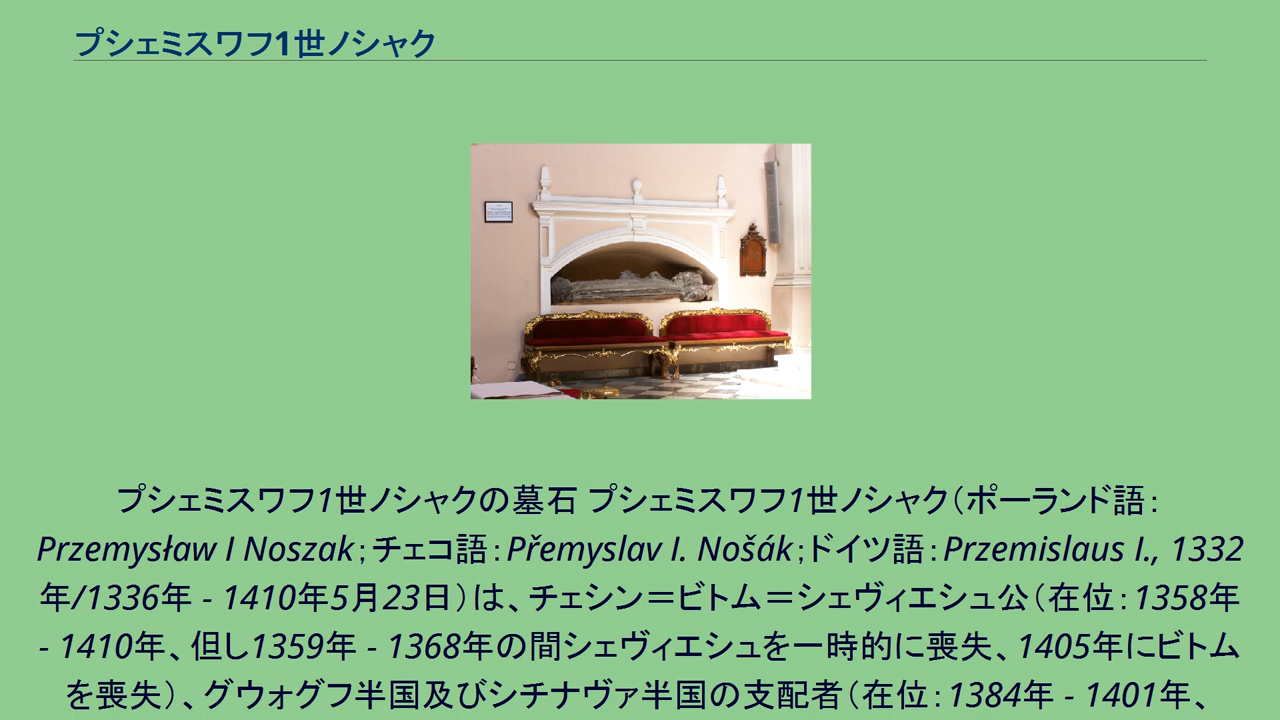 プシェミスワフ1世ノシャク
プシェミスワフ1世ノシャクの墓石 プシェミスワフ1世ノシャク（ポーランド語：
Przemysław I Noszak；チェコ語：Přemyslav I. Nošák；ドイツ語：Przemislaus I., 1332
年/1336年 - 1410年5月23日）は、チェシン＝ビトム＝シェヴィエシュ公（在位：1358年
- 1410年、但し1359年 - 1368年の間シェヴィエシュを一時的に喪失、1405年にビトム
を喪失）、グウォグフ半国及びシチナヴァ半国の支配者（在位：1384年 - 1401年、